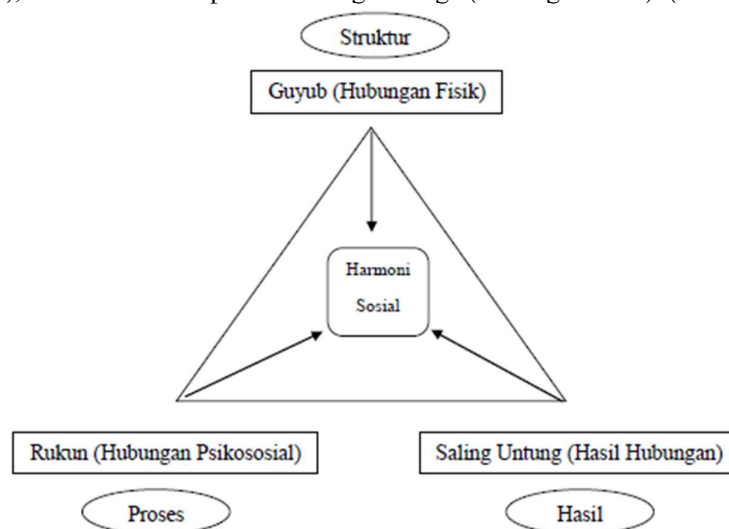 Struktur
Guyub (Hubungan Fisik)
Harmoni
Sosial
Rukun (Hubungan Psikososial)
Saling Untung (Hasil Hubungan)
Proses
Hasil